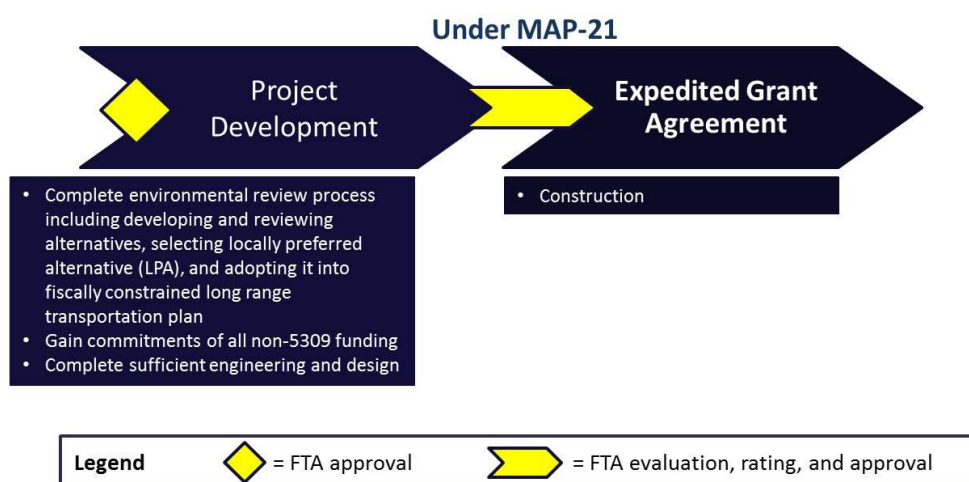 Under MAP-21
Project
Development
Expedited Grant
Agreement
• Complete environmental review process
including developing and reviewing
alternatives, selecting locally preferred
alternative (LPA), and adopting it into
fiscally constrained long range
transportation plan
• Gain commitments of all non-5309 funding
• Complete sufficient engineering and design
• Construction
Legend
= FTA approval
= FTA evaluation, rating, and approval